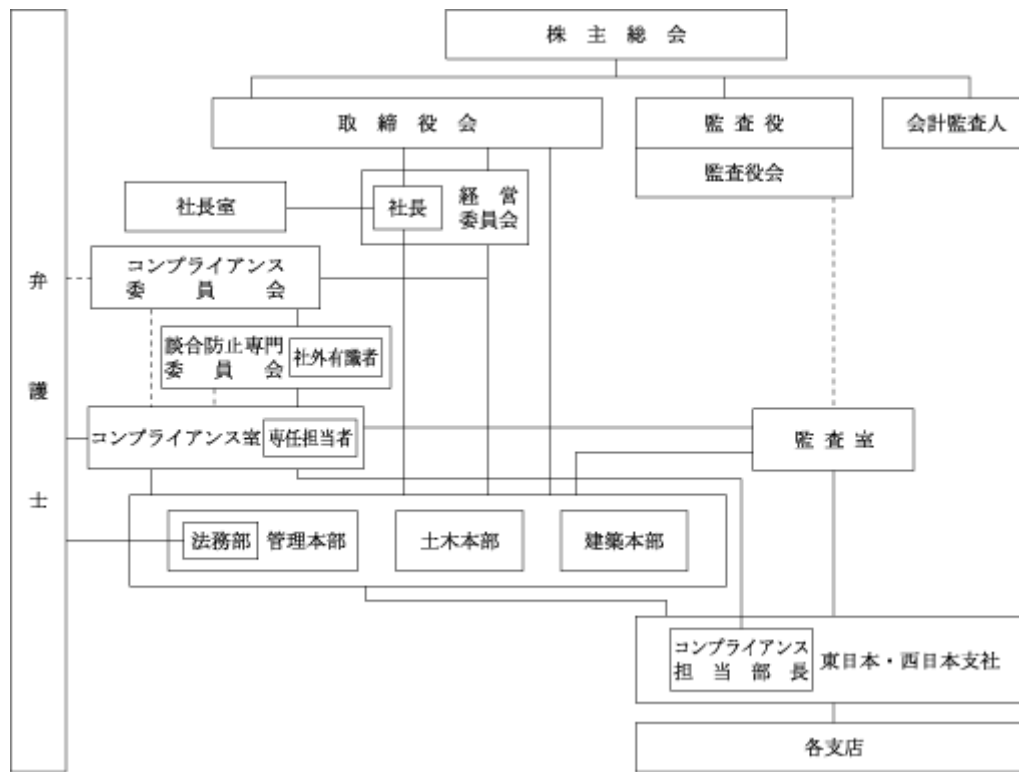 株主総会
取締役会
監査役
会計監査人
監査役会
社長室
社長
経営
委員会
コンプライアンス
委員会
談合防止専門
委員会
社外有識者
コンプライアンス室
専任担当者
監査室
法務部
管理本部
土木本部
建築本部
コンプライアンス
担当部長
東日本・西日本支社
各支店
弁護士